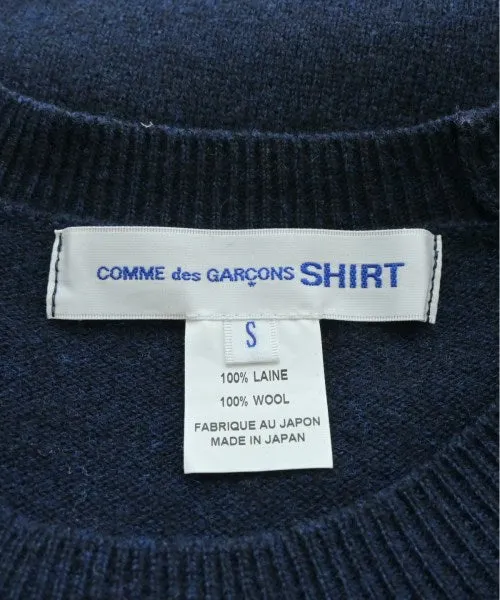 COMME des GARÇONS SHIRT
S
100% LAINE
100% WOOL
FABRIQUE AU JAPON
MADE IN JAPAN